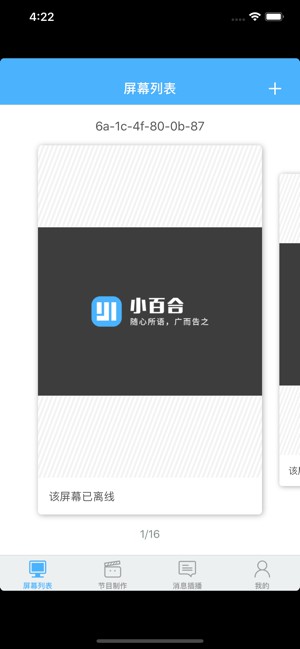 4:22
屏幕列表
6a-1c-4f-80-0b-87
小百合
随心所语，广而告之
该屏幕已离线
该
1/16
屏幕列表
节目制作
消息插播
我的